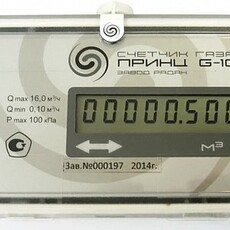 СЧЕТЧИК ГАЗА
ПРИНЦ G-10
ЗАВОД РАДАН
Q max 16,0 м³/ч
Q min 0,10 м³/ч
P max 100 кПа
00000.500
м³
Зав.№000197 2014г.